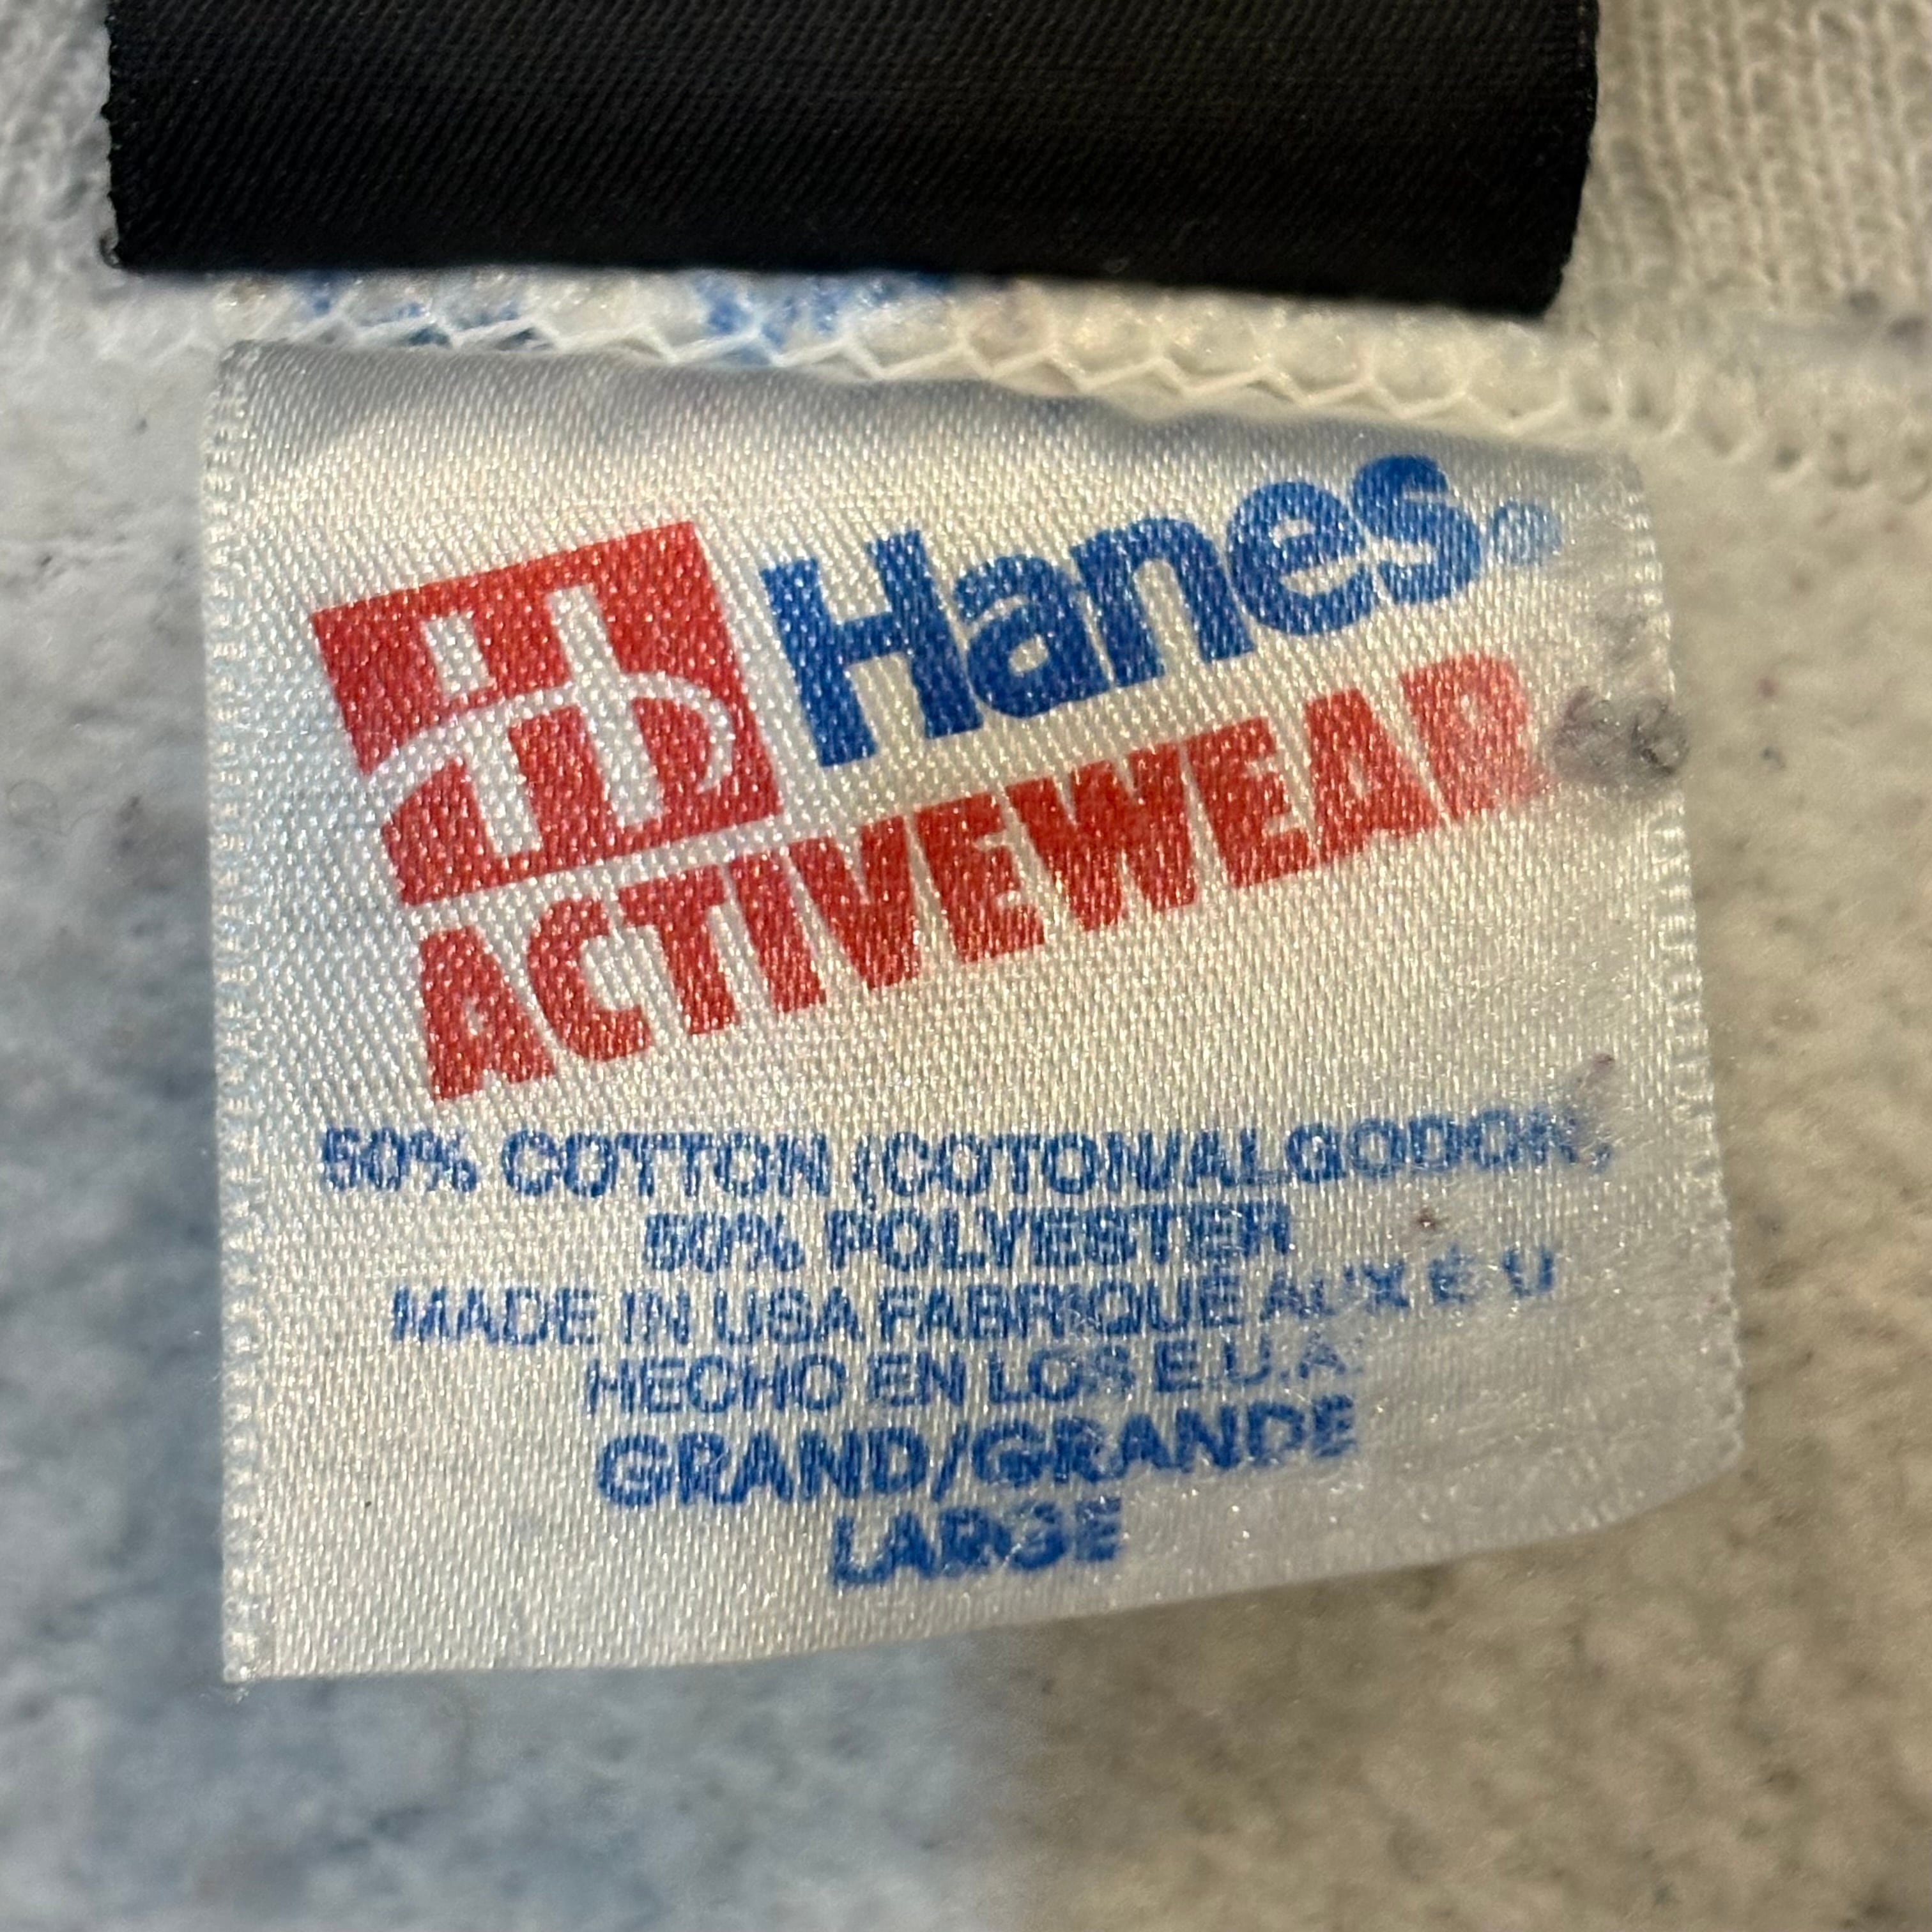 Hanes®
ACTIVEWEAR
50% COTTON (COTON/ALGODON)
50% POLYESTER
MADE IN USA FABRIQUÉ AUX É U
HECHO EN LOS E.U.A.
GRAND/GRANDE
LARGE